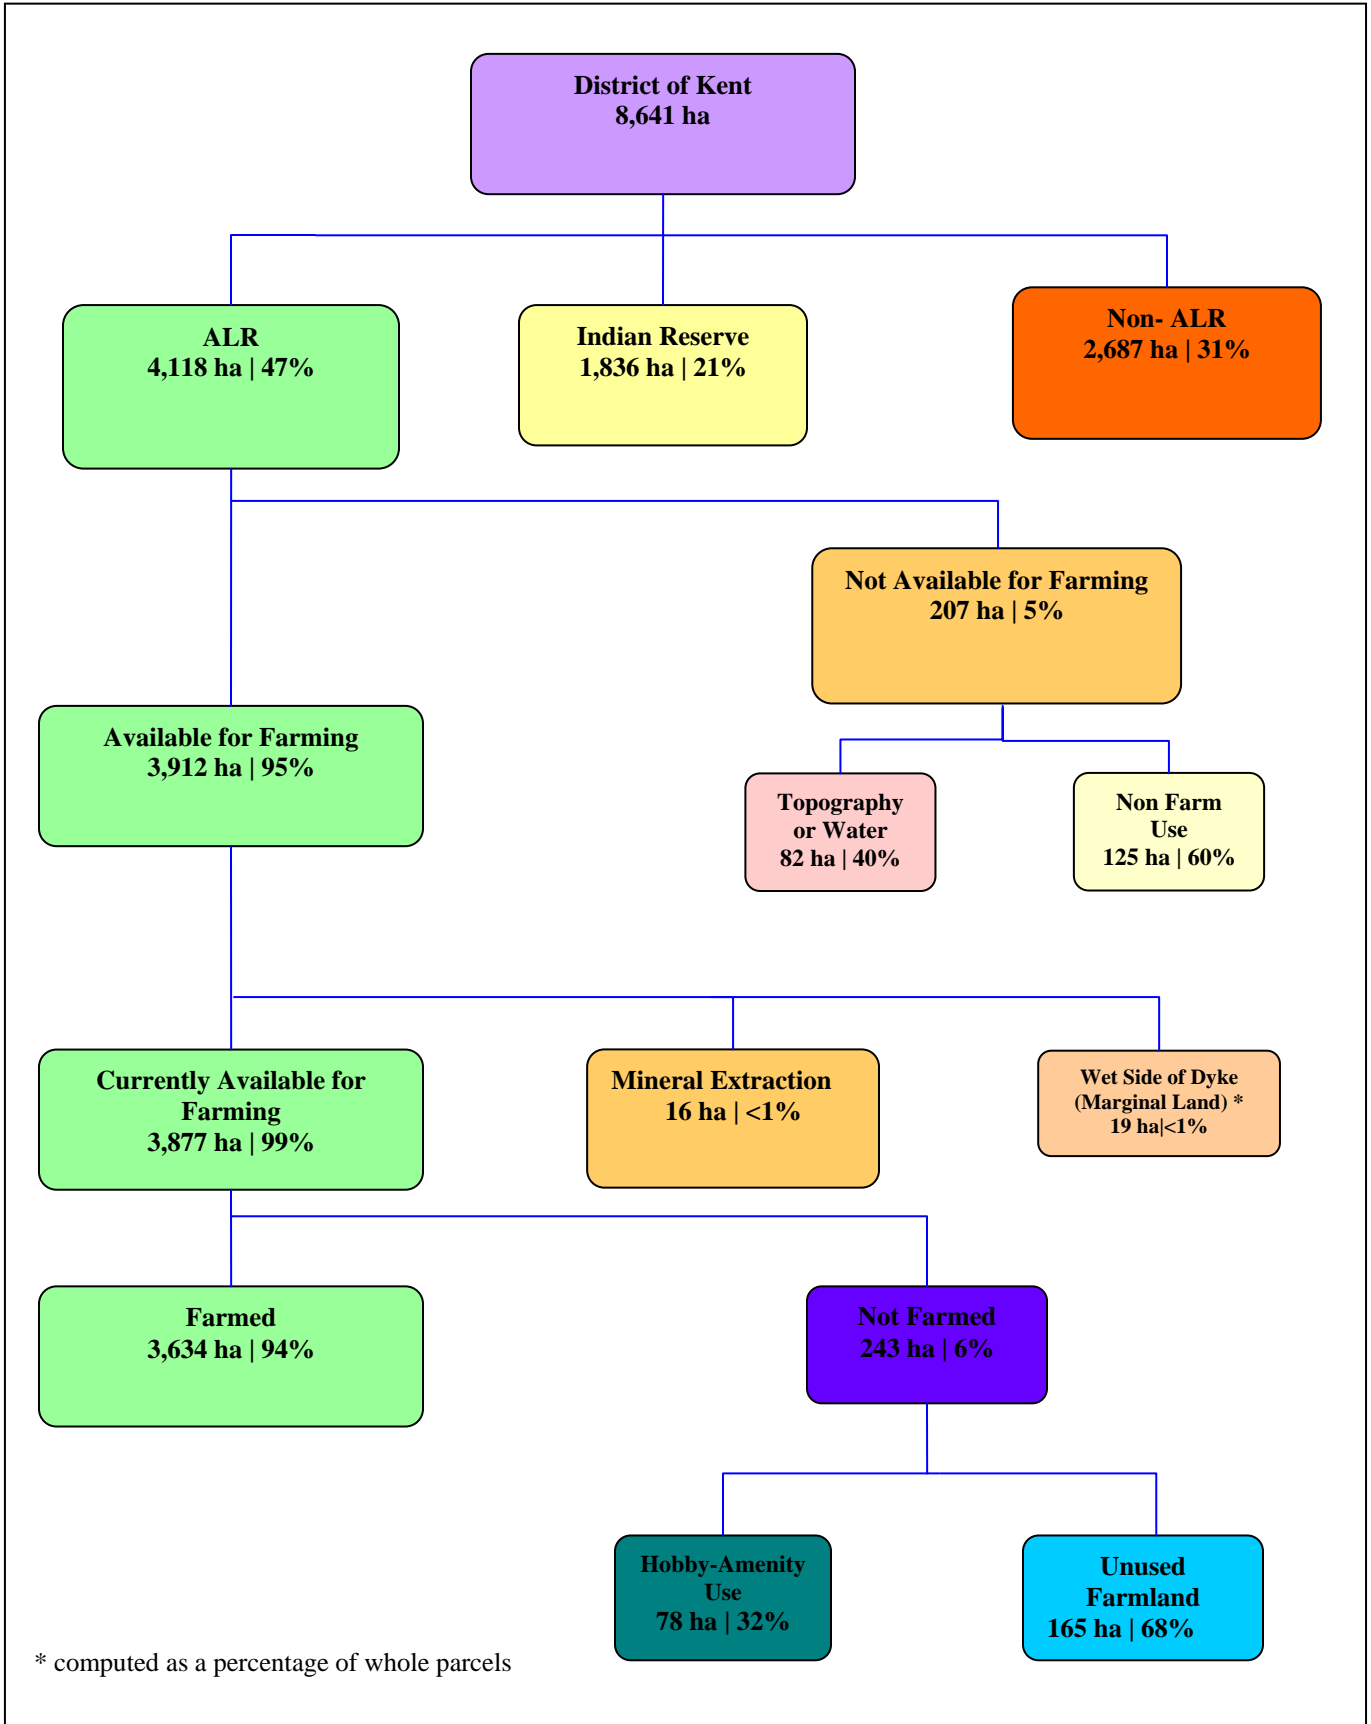 District of Kent
8,641 ha
ALR
4,118 ha | 47%
Indian Reserve
1,836 ha | 21%
Non- ALR
2,687 ha | 31%
Not Available for Farming
207 ha | 5%
Available for Farming
3,912 ha | 95%
Topography
or Water
82 ha | 40%
Non Farm
Use
125 ha | 60%
Currently Available for
Farming
3,877 ha | 99%
Mineral Extraction
16 ha | <1%
Wet Side of Dyke
(Marginal Land) *
19 ha|<1%
Farmed
3,634 ha | 94%
Not Farmed
243 ha | 6%
Hobby-Amenity
Use
78 ha | 32%
Unused
Farmland
165 ha | 68%
* computed as a percentage of whole parcels